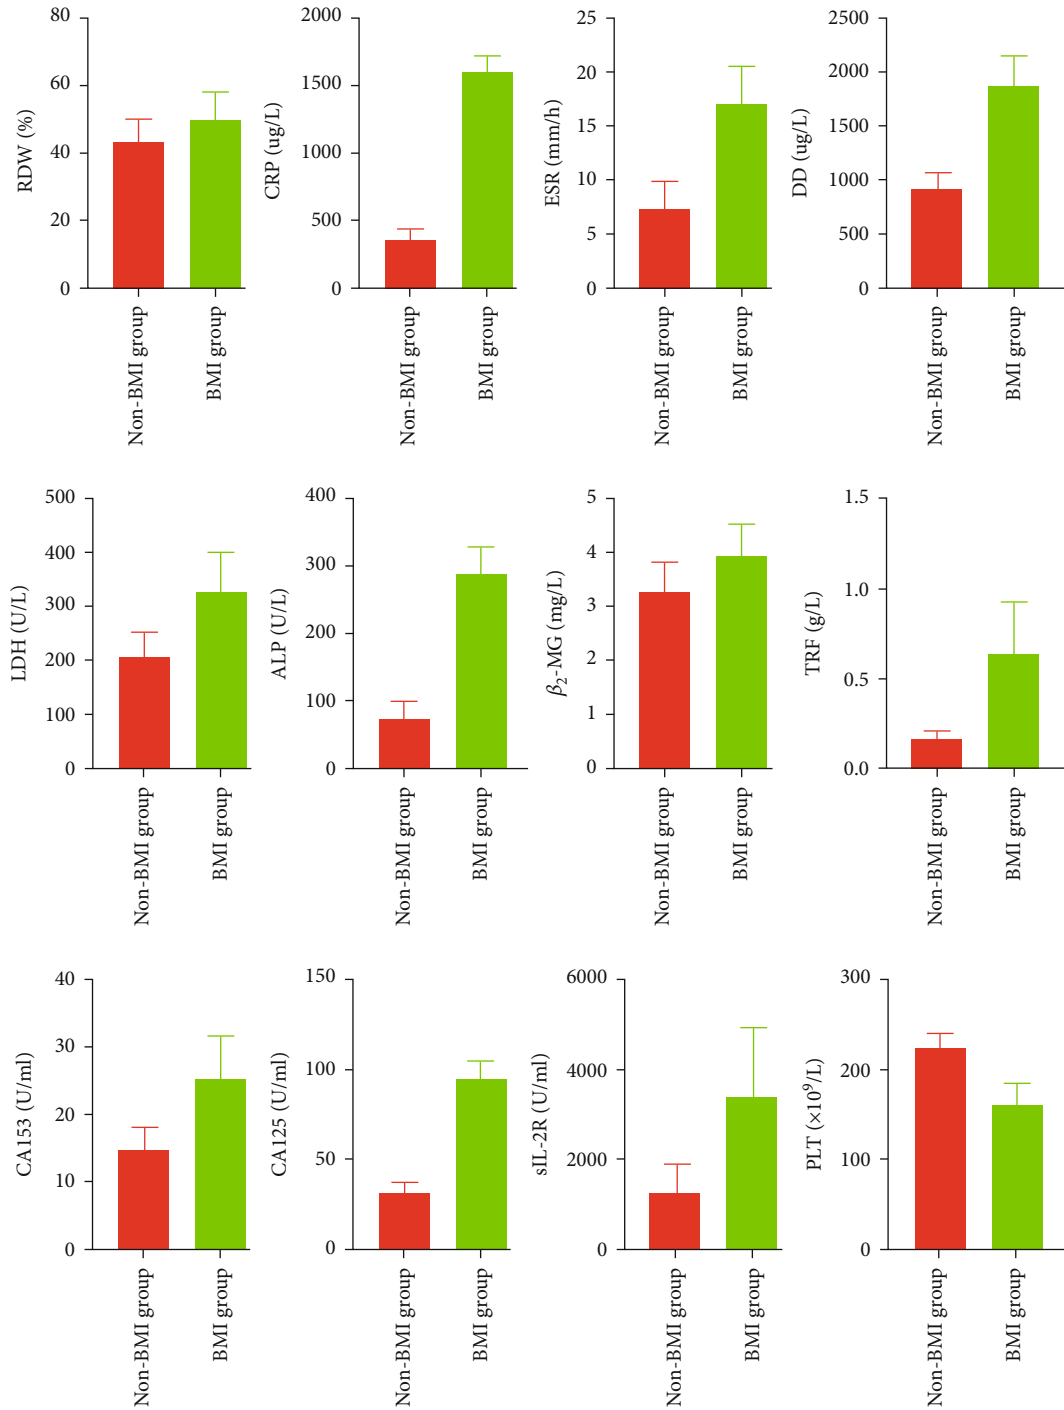 RDW (%)
80
60
40
20
0
Non-BMI group
BMI group
CRP (ug/L)
2000
1500
1000
500
0
Non-BMI group
BMI group
ESR (mm/h)
25
20
15
10
5
0
Non-BMI group
BMI group
DD (ug/L)
2500
2000
1500
1000
500
0
Non-BMI group
BMI group
LDH (U/L)
500
400
300
200
100
0
Non-BMI group
BMI group
ALP (U/L)
400
300
200
100
0
Non-BMI group
BMI group
β₂-MG (mg/L)
5
4
3
2
1
0
Non-BMI group
BMI group
TRF (g/L)
1.5
1.0
0.5
0.0
Non-BMI group
BMI group
CA153 (U/ml)
40
30
20
10
0
Non-BMI group
BMI group
CA125 (U/ml)
150
100
50
0
Non-BMI group
BMI group
sIL-2R (U/ml)
6000
4000
2000
0
Non-BMI group
BMI group
PLT (×10⁹/L)
300
200
100
0
Non-BMI group
BMI group